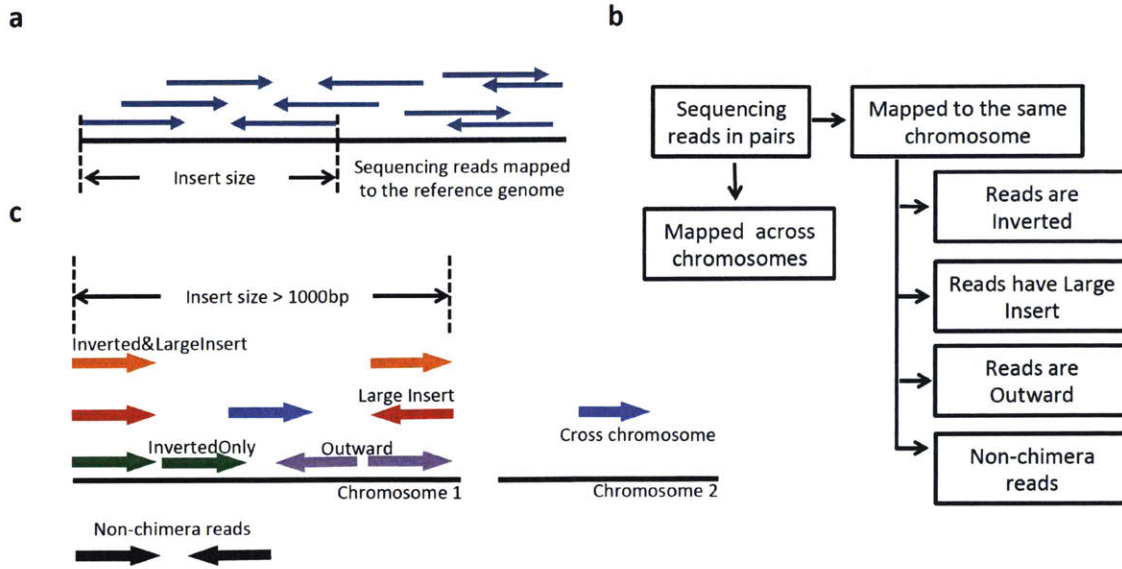 a
Insert size
Sequencing reads mapped
to the reference genome
b
Sequencing
reads in pairs
Mapped to the same
chromosome
Mapped across
chromosomes
Reads are
Inverted
Reads have Large
Insert
Reads are
Outward
Non-chimera
reads
c
Insert size > 1000bp
Inverted&LargeInsert
Large Insert
Cross chromosome
InvertedOnly
Outward
Chromosome 1
Chromosome 2
Non-chimera reads